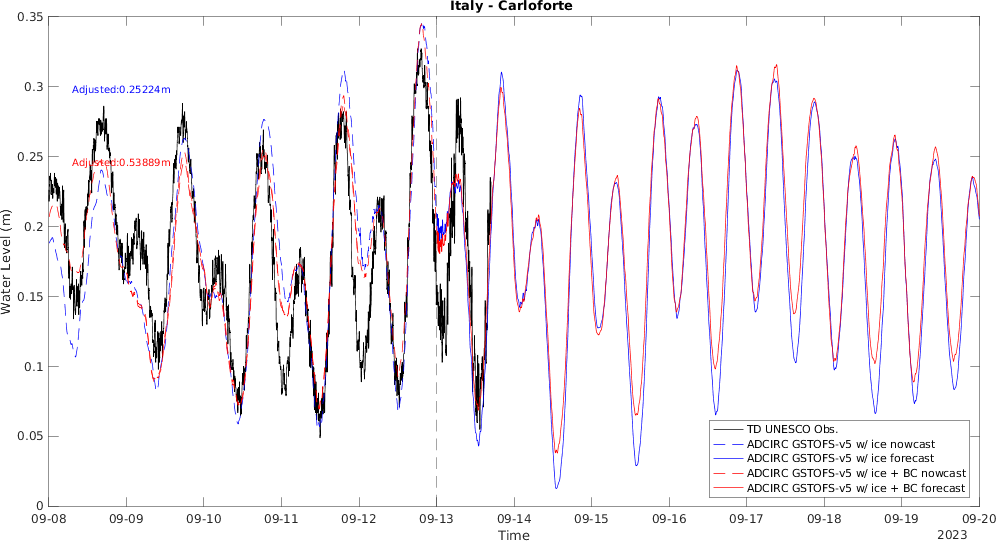 Italy - Carloforte
Water Level (m)
0.35
0.3
0.25
0.2
0.15
0.1
0.05
0
Adjusted:0.25224m
Adjusted:0.53889m
TD UNESCO Obs.
ADCIRC GSTOFS-v5 w/ ice nowcast
ADCIRC GSTOFS-v5 w/ ice forecast
ADCIRC GSTOFS-v5 w/ ice + BC nowcast
ADCIRC GSTOFS-v5 w/ ice + BC forecast
09-08 09-09 09-10 09-11 09-12 09-13 09-14 09-15 09-16 09-17 09-18 09-19 09-20
Time
2023